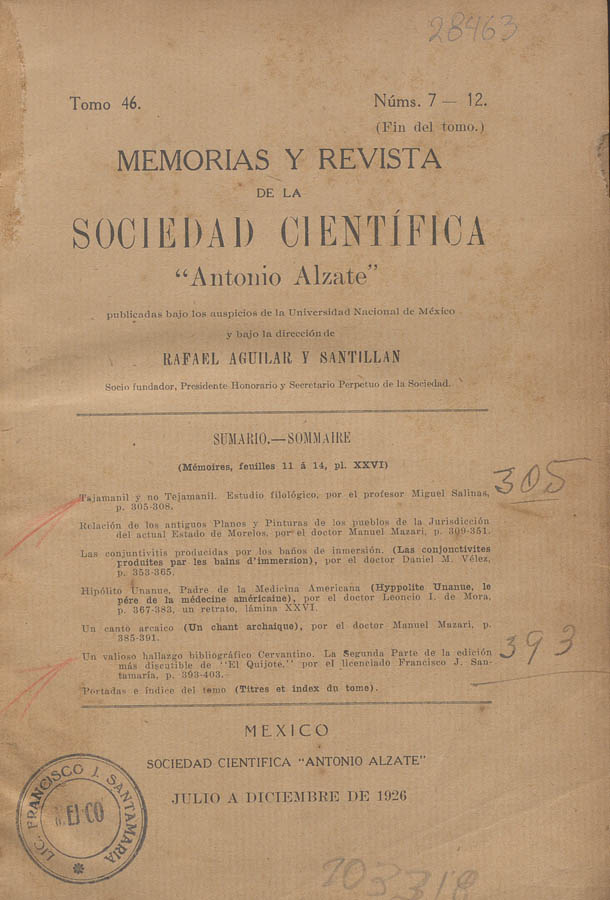 28463
Tomo 46.
Núms. 7 — 12.
(Fin del tomo.)
MEMORIAS Y REVISTA
DE LA
SOCIEDAD CIENTÍFICA
“Antonio Alzate”
publicadas bajo los auspicios de la Universidad Nacional de México
y bajo la dirección de
RAFAEL AGUILAR Y SANTILLAN
Socio fundador, Presidente Honorario y Secretario Perpetuo de la Sociedad.
SUMARIO.—SOMMAIRE
(Mémoires, feuilles 11 á 14, pl. XXVI)
Tajamanil y no Tejamanil. Estudio filológico, por el profesor Miguel Salinas,
p. 305-308.
305
Relación de los antiguos Planos y Pinturas de los pueblos de la Jurisdicción
del actual Estado de Morelos, por el doctor Manuel Mazari, p. 309-351.
Las conjuntivitis producidas por los baños de inmersión. (Las conjonctivites
produites par les bains d'immersion), por el doctor Daniel M. Vélez,
p. 353-365.
Hipólito Unanue, Padre de la Medicina Americana (Hyppolite Unanue, le
pére de la médecine américaine), por el doctor Leoncio I. de Mora,
p. 367-383, un retrato, lámina XXVI.
Un canto arcaico (Un chant archaique), por el doctor Manuel Mazari, p.
385-391.
Un valioso hallazgo bibliográfico Cervantino. La Segunda Parte de la edición
más discutible de “El Quijote,” por el licenciado Francisco J. San-
tamaría, p. 393-403.
393
Portadas e índice del tomo (Titres et index du tome).
MEXICO
SOCIEDAD CIENTIFICA “ANTONIO ALZATE”
JULIO A DICIEMBRE DE 1926
LIC. FRANCISCO J. SANTAMARIA
MEJICO
203318